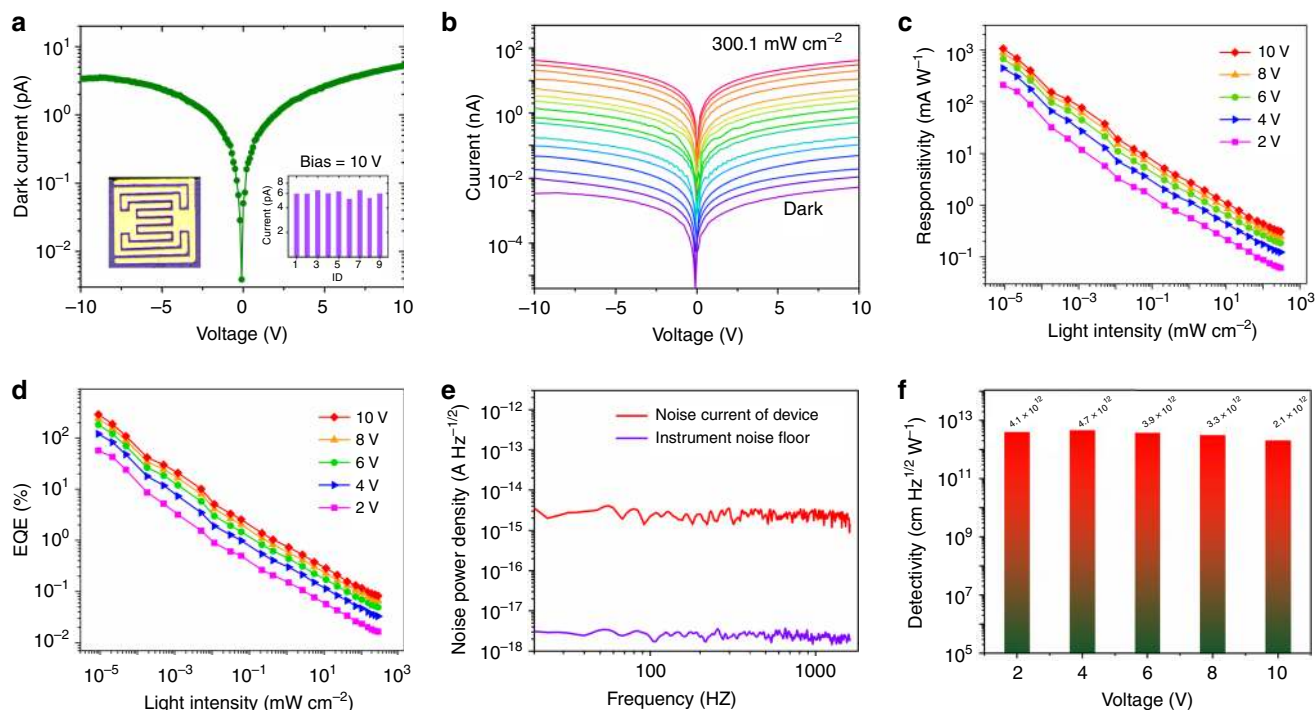 a
Dark current (pA)
10²
10¹
10⁰
10⁻¹
10⁻²
−10
−5
0
5
10
Voltage (V)
Bias = 10 V
Current (pA)
8
6
4
2
1 3 5 7 9
ID
b
Cuurrent (nA)
10²
10⁰
10⁻²
10⁻⁴
−10
−5
0
5
10
Voltage (V)
300.1 mW cm⁻²
Dark
c
Responsitivity (mA W⁻¹)
10³
10²
10¹
10⁰
10⁻¹
10⁻⁵
10⁻³
10⁻¹
10¹
10³
Light intensity (mW cm⁻²)
10 V
8 V
6 V
4 V
2 V
d
EQE (%)
10²
10¹
10⁰
10⁻¹
10⁻²
10⁻⁵
10⁻³
10⁻¹
10¹
10³
Light intensity (mW cm⁻²)
10 V
8 V
6 V
4 V
2 V
e
Noise power density (A Hz⁻¹/²)
10⁻¹²
10⁻¹³
10⁻¹⁴
10⁻¹⁵
10⁻¹⁶
10⁻¹⁷
10⁻¹⁸
100
1000
Frequency (HZ)
Noise current of device
Instrument noise floor
f
Detectivity (cm Hz¹/² W⁻¹)
10¹³
10¹¹
10⁹
10⁷
10⁵
4.1 × 10¹²
4.7 × 10¹²
3.9 × 10¹²
3.3 × 10¹²
2.1 × 10¹²
2
4
6
8
10
Voltage (V)